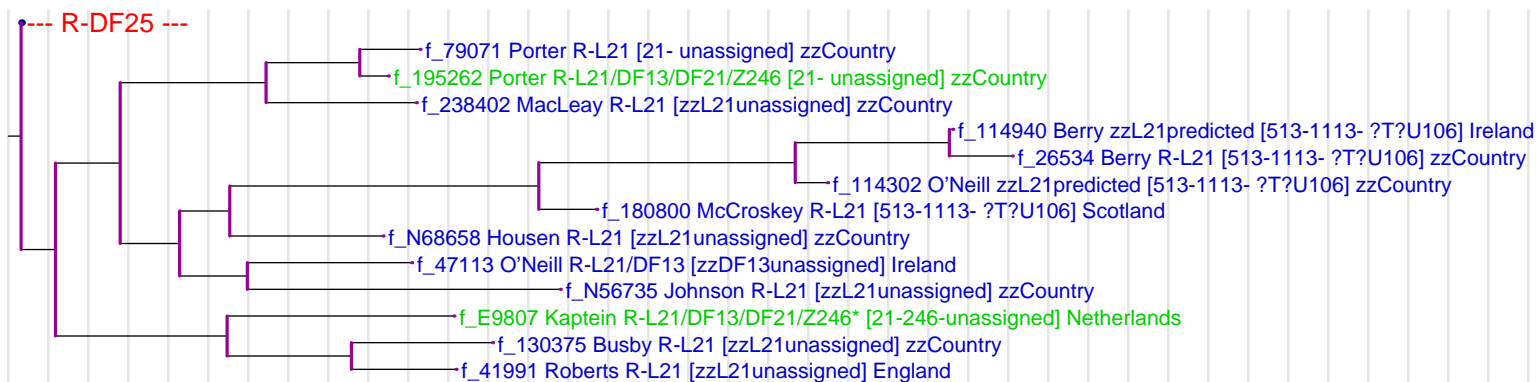 --- R-DF25 ---
f_79071 Porter R-L21 [21- unassigned] zzCountry
f_195262 Porter R-L21/DF13/DF21/Z246 [21- unassigned] zzCountry
f_238402 MacLeay R-L21 [zzL21unassigned] zzCountry
f_114940 Berry zzL21predicted [513-1113- ?T?U106] Ireland
f_26534 Berry R-L21 [513-1113- ?T?U106] zzCountry
f_114302 O'Neill zzL21predicted [513-1113- ?T?U106] zzCountry
f_180800 McCroskey R-L21 [513-1113- ?T?U106] Scotland
f_N68658 Housen R-L21 [zzL21unassigned] zzCountry
f_47113 O'Neill R-L21/DF13 [zzDF13unassigned] Ireland
f_N56735 Johnson R-L21 [zzL21unassigned] zzCountry
f_E9807 Kaptein R-L21/DF13/DF21/Z246* [21-246-unassigned] Netherlands
f_130375 Busby R-L21 [zzL21unassigned] zzCountry
f_41991 Roberts R-L21 [zzL21unassigned] England